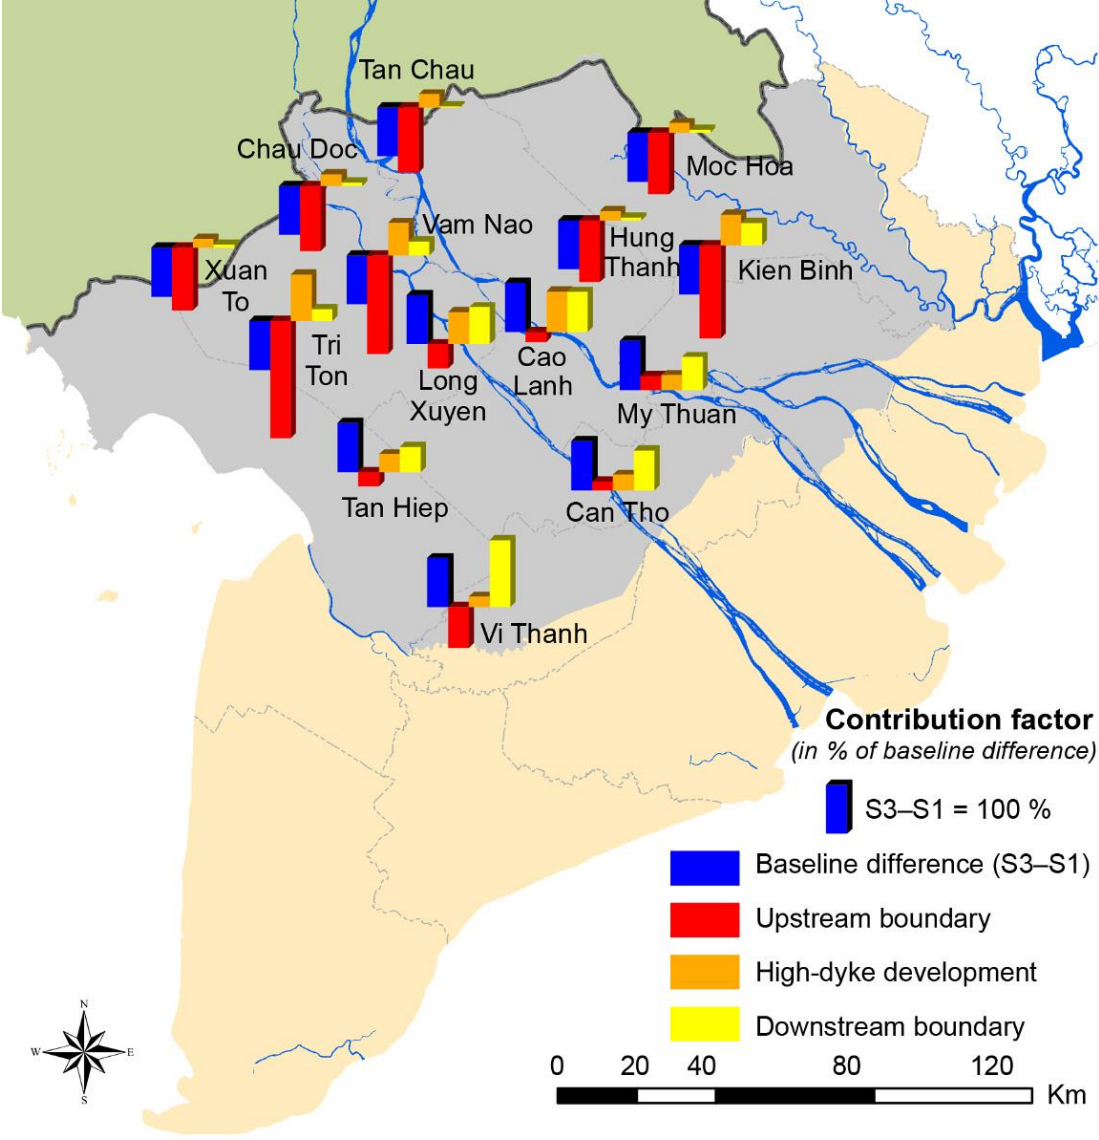 Tan Chau
Chau Doc
Moc Hoa
Vam Nao
Hung
Thanh
Kien Binh
Xuan
To
Tri
Ton
Cao
Lanh
Long
Xuyen
My Thuan
Tan Hiep
Can Tho
Vi Thanh
Contribution factor
(in % of baseline difference)
S3–S1 = 100 %
Baseline difference (S3–S1)
Upstream boundary
High-dyke development
Downstream boundary
N
W E
S
0 20 40 80 120
Km